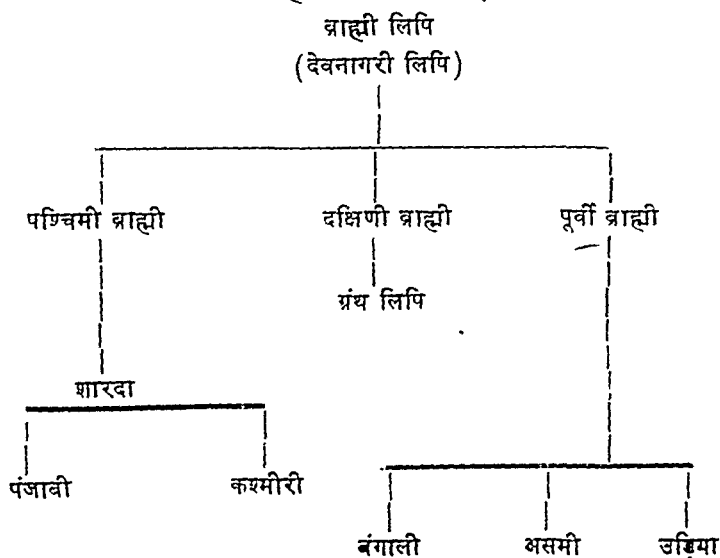 ब्राह्मी लिपि
(देवनागरी लिपि)
पश्चिमी ब्राह्मी दक्षिणी ब्राह्मी पूर्वी ब्राह्मी
ग्रंथ लिपि
शारदा
पंजाबी कश्मीरी
बंगाली असमी उड़िया